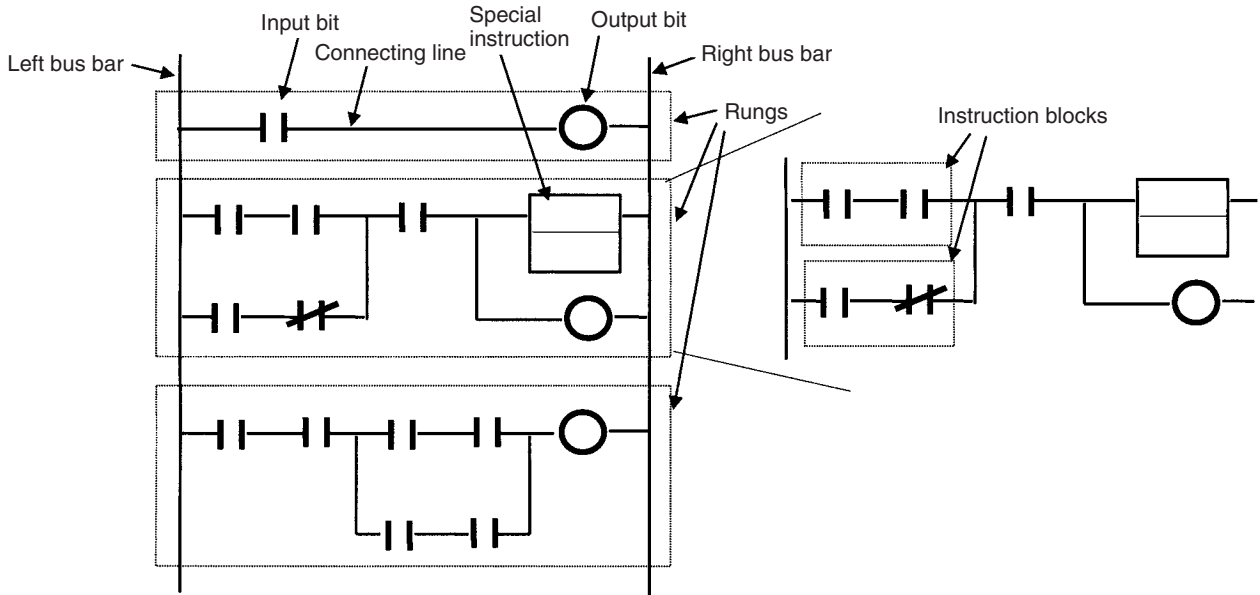 Input bit
Special
instruction
Output bit
Left bus bar
Connecting line
Right bus bar
Rungs
Instruction blocks